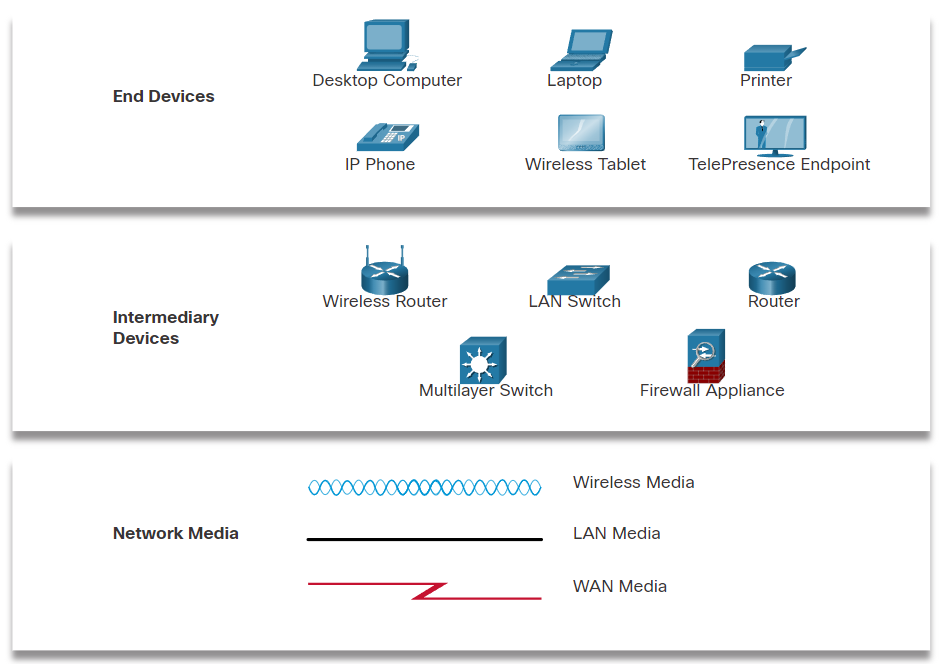 End Devices
Desktop Computer
Laptop
Printer
IP
IP Phone
Wireless Tablet
TelePresence Endpoint
Intermediary
Devices
Wireless Router
LAN Switch
Router
Multilayer Switch
Firewall Appliance
Network Media
Wireless Media
LAN Media
WAN Media